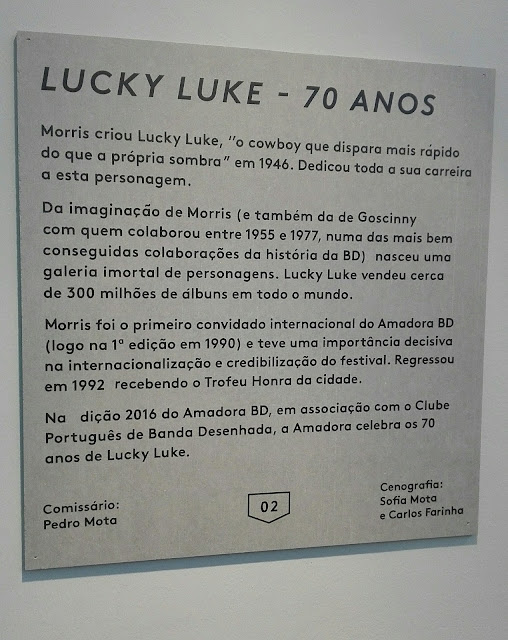 LUCKY LUKE - 70 ANOS
Morris criou Lucky Luke, “o cowboy que dispara mais rápido
do que a própria sombra” em 1946. Dedicou toda a sua carreira
a esta personagem.
Da imaginação de Morris (e também da de Goscinny
com quem colaborou entre 1955 e 1977, numa das mais bem
conseguidas colaborações da história da BD) nasceu uma
galeria imortal de personagens. Lucky Luke vendeu cerca
de 300 milhões de álbuns em todo o mundo.
Morris foi o primeiro convidado internacional do Amadora BD
(logo na 1ª edição em 1990) e teve uma importância decisiva
na internacionalização e credibilização do festival. Regressou
em 1992 recebendo o Trofeu Honra da cidade.
Na dição 2016 do Amadora BD, em associação com o Clube
Português de Banda Desenhada, a Amadora celebra os 70
anos de Lucky Luke.
Comissário:
Pedro Mota
02
Cenografia:
Sofia Mota
e Carlos Farinha